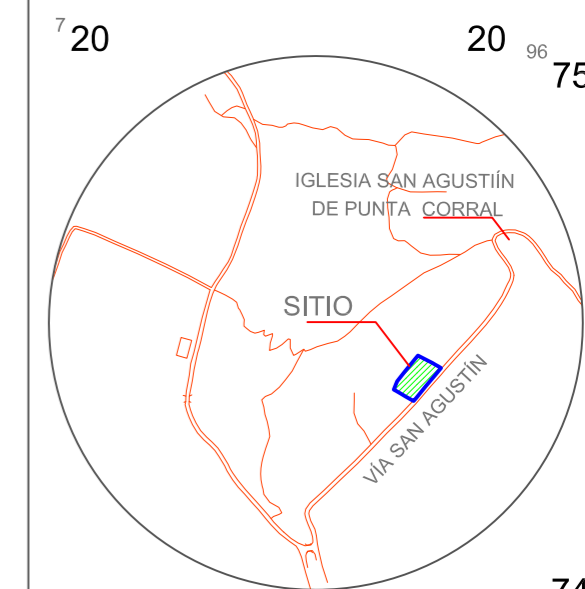 7 20 20 96 75
IGLESIA SAN AGUSTIÍN
DE PUNTA CORRAL
SITIO
VÍA SAN AGUSTÍN
74